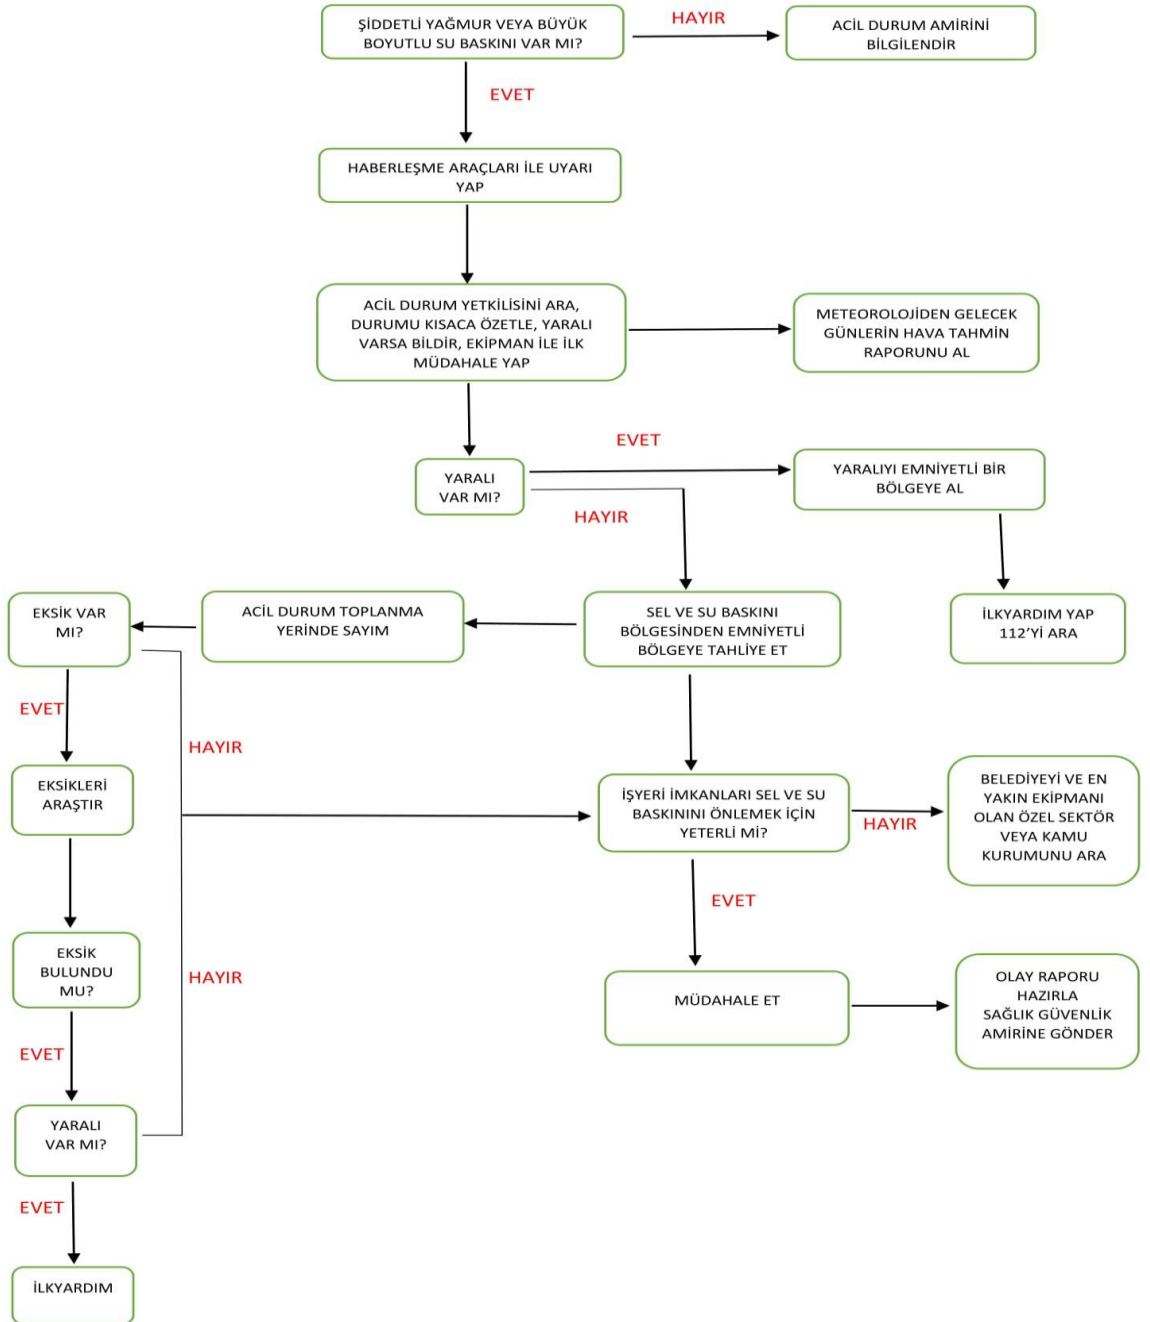 ŞİDDETLİ YAĞMUR VEYA BÜYÜK
BOYUTLU SU BASKINI VAR MI?
HAYIR
ACİL DURUM AMİRİNİ
BİLGİLENDİR
EVET
HABERLEŞME ARAÇLARI İLE UYARI
YAP
ACİL DURUM YETKİLİSİNİ ARA,
DURUMU KISACA ÖZETLE, YARALI
VARSA BİLDİR, EKİPMAN İLE İLK
MÜDAHALE YAP
METEOROLOJİDEN GELECEK
GÜNLERİN HAVA TAHMİN
RAPORUNU AL
YARALI
VAR MI?
EVET
YARALIYI EMNİYETLİ BİR
BÖLGEYE AL
HAYIR
İLKYARDIM YAP
112'Yİ ARA
SEL VE SU BASKINI
BÖLGESİNDEN EMNİYETLİ
BÖLGEYE TAHLİYE ET
ACİL DURUM TOPLANMA
YERİNDE SAYIM
EKSİK VAR
MI?
EVET
HAYIR
EKSİKLERİ
ARAŞTIR
İŞYERİ İMKANLARI SEL VE SU
BASKININI ÖNLEMEK İÇİN
YETERLİ Mİ?
HAYIR
BELEDİYEYİ VE EN
YAKIN EKİPMANI
OLAN ÖZEL SEKTÖR
VEYA KAMU
KURUMUNU ARA
EVET
EKSİK
BULUNDU
MU?
HAYIR
MÜDAHALE ET
OLAY RAPORU
HAZIRLA
SAĞLIK GÜVENLİK
AMİRİNE GÖNDER
EVET
YARALI
VAR MI?
EVET
İLKYARDIM